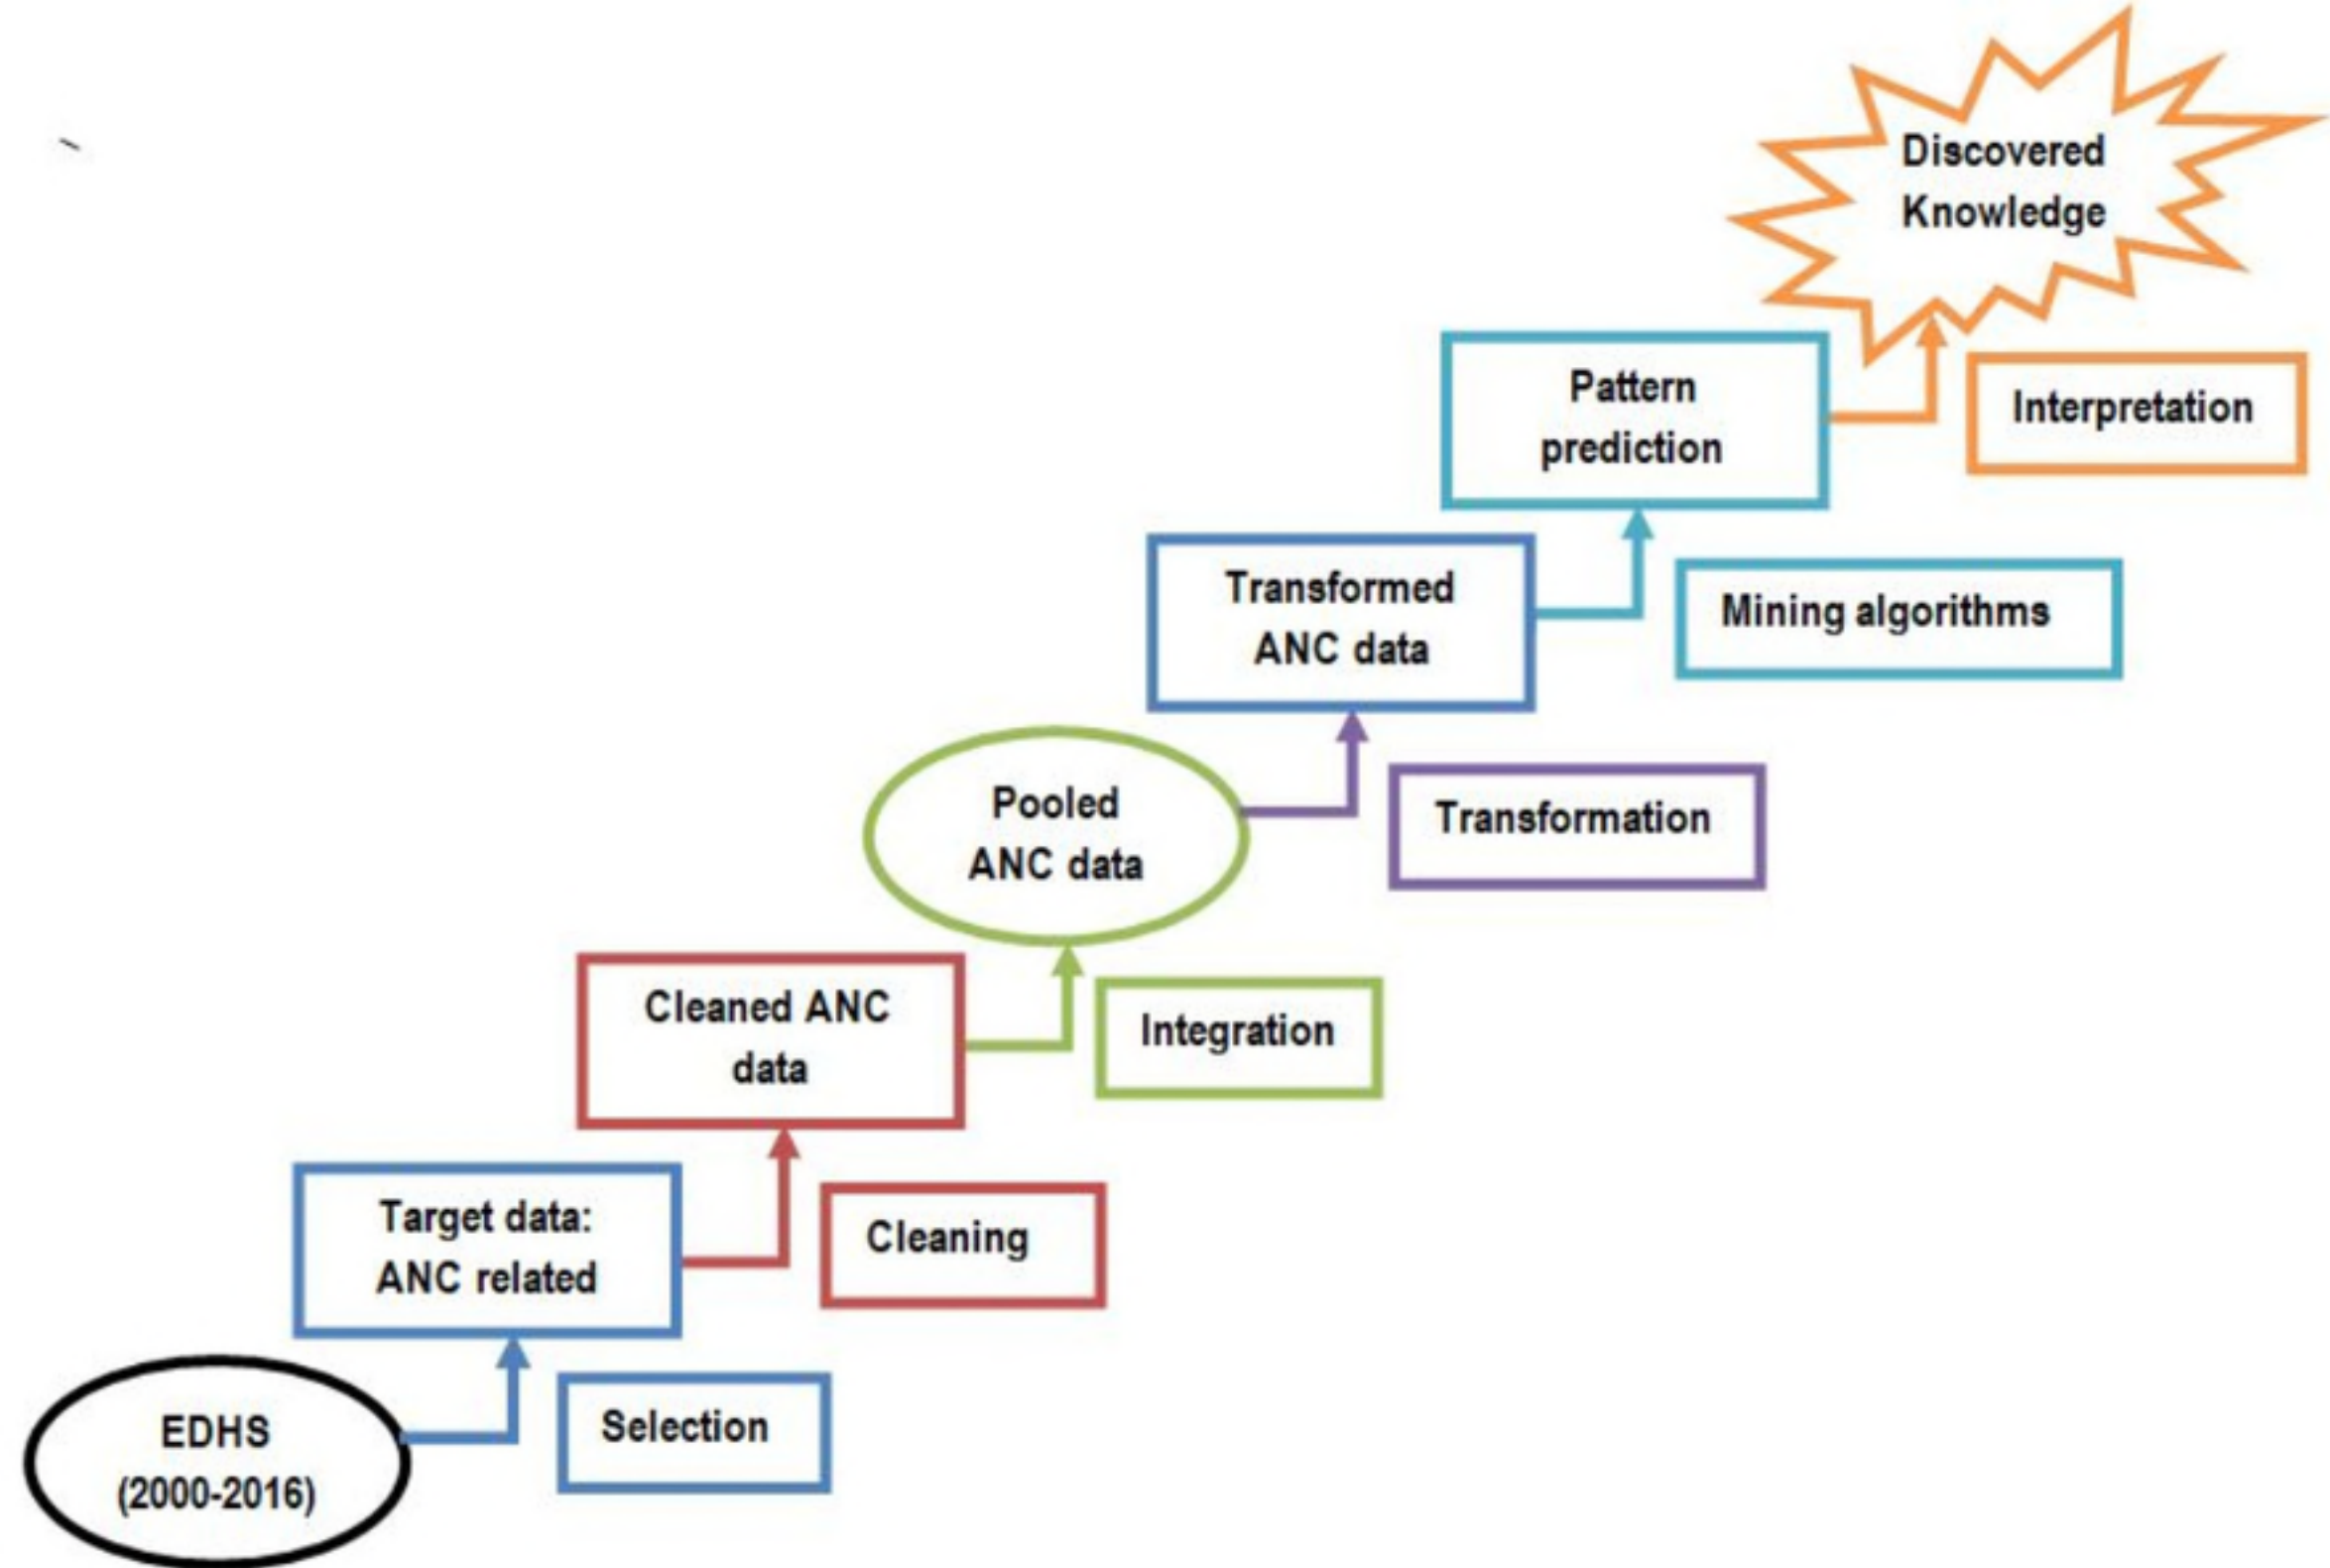 Discovered
Knowledge
Pattern
prediction
Interpretation
Transformed
ANC data
Mining algorithms
Pooled
ANC data
Transformation
Cleaned ANC
data
Integration
Target data:
ANC related
Cleaning
EDHS
(2000-2016)
Selection